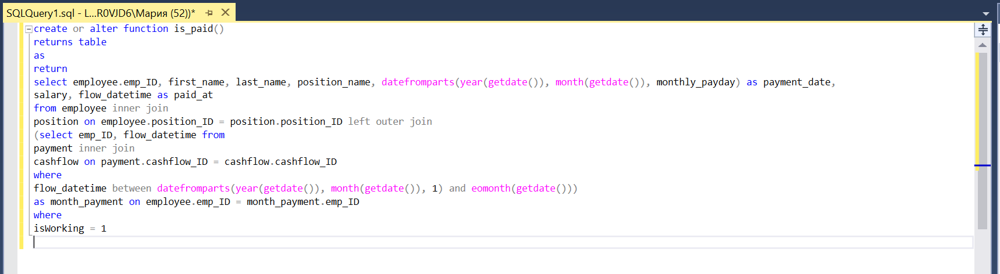 SQLQuery1.sql - L...R0VJD6\Мария (52))*
create or alter function is_paid()
returns table
as
return
select employee.emp_ID, first_name, last_name, position_name, datefromparts(year(getdate()), month(getdate()), monthly_payday) as payment_date,
salary, flow_datetime as paid_at
from employee inner join
position on employee.position_ID = position.position_ID left outer join
(select emp_ID, flow_datetime from
payment inner join
cashflow on payment.cashflow_ID = cashflow.cashflow_ID
where
flow_datetime between datefromparts(year(getdate()), month(getdate()), 1) and eomonth(getdate()))
as month_payment on employee.emp_ID = month_payment.emp_ID
where
isWorking = 1